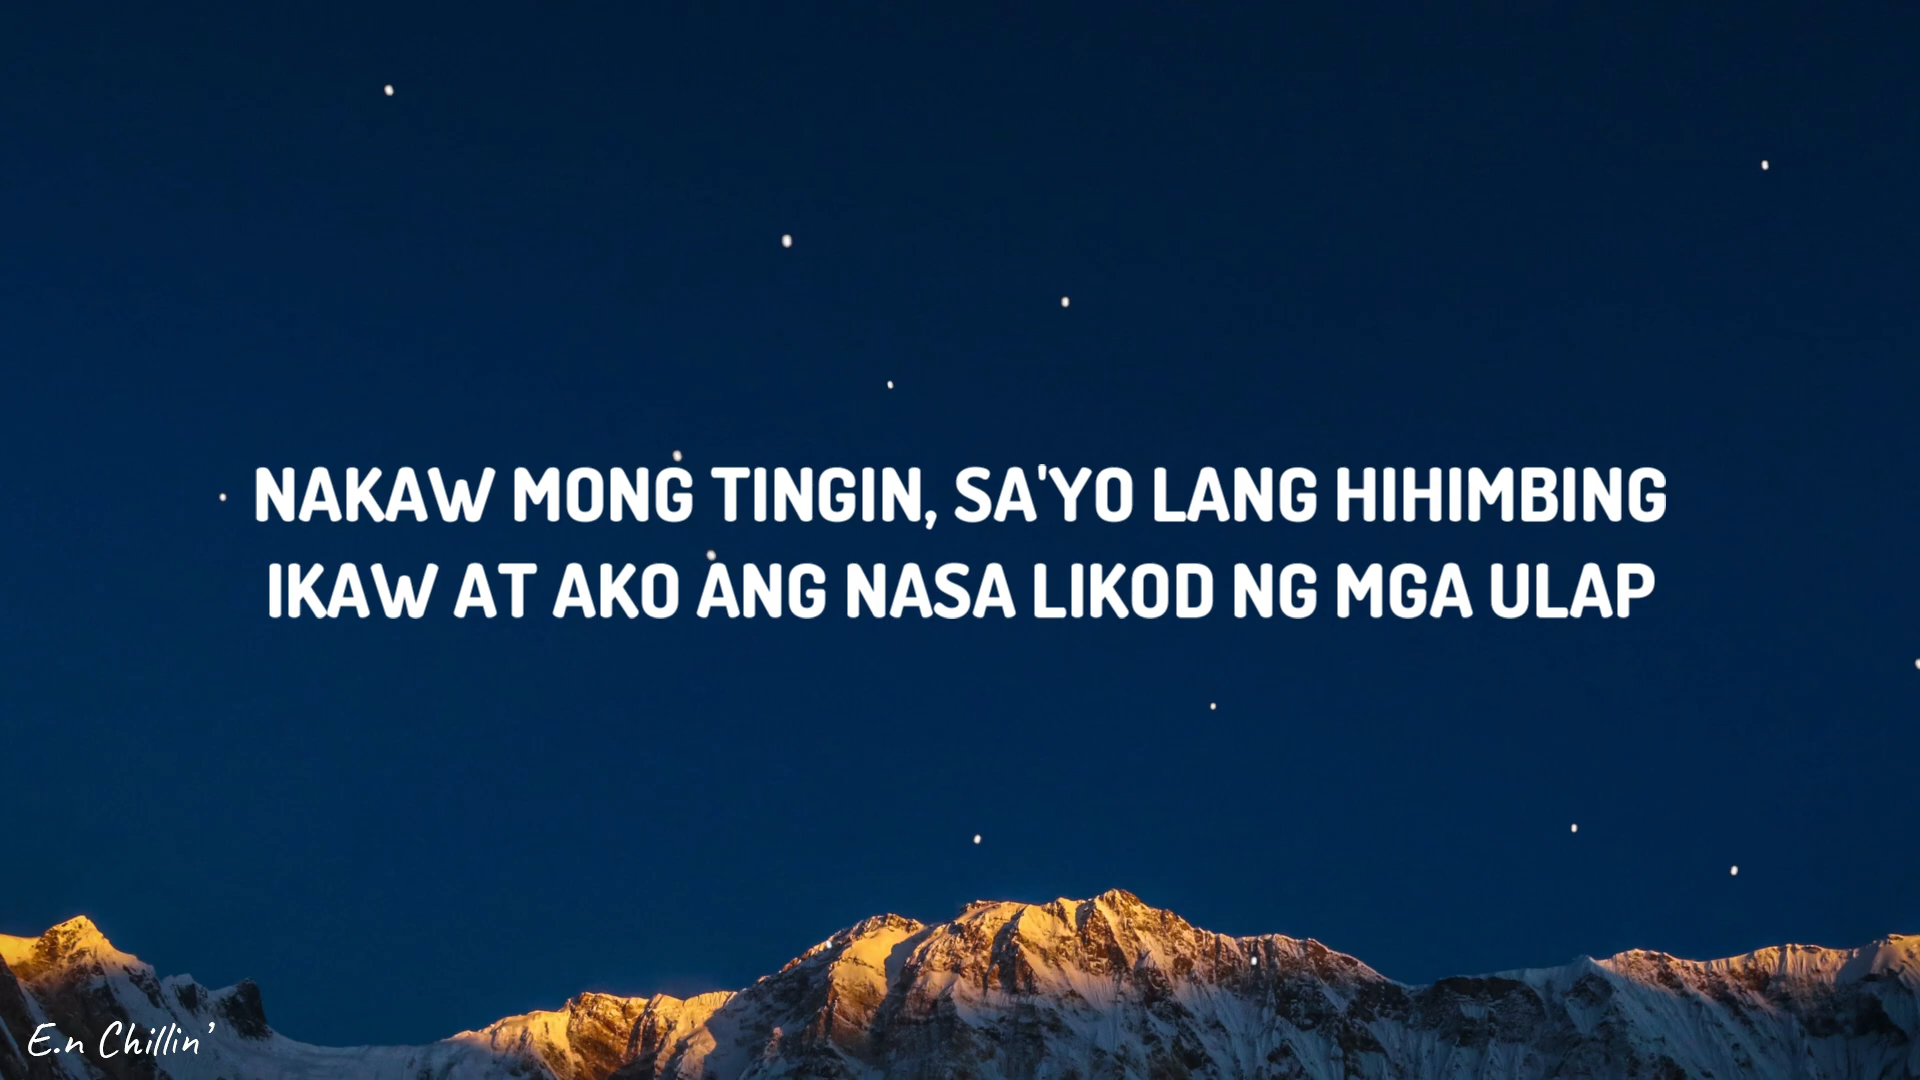 NAKAW MONG TINGIN, SA'YO LANG HIHIMBING
IKAW AT AKO ANG NASA LIKOD NG MGA ULAP
E.n Chillin’